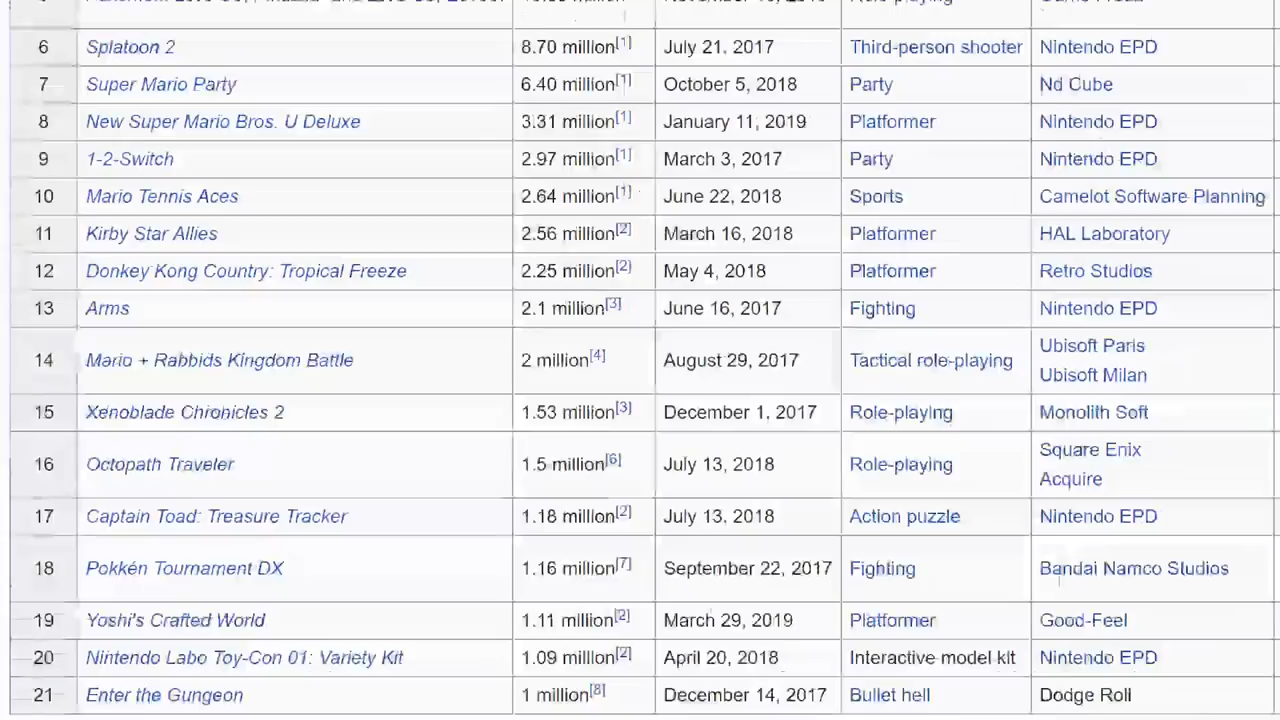 6 Splatoon 2 8.70 million[1] July 21, 2017 Third-person shooter Nintendo EPD
7 Super Mario Party 6.40 million[1] October 5, 2018 Party Nd Cube
8 New Super Mario Bros. U Deluxe 3.31 million[1] January 11, 2019 Platformer Nintendo EPD
9 1-2-Switch 2.97 million[1] March 3, 2017 Party Nintendo EPD
10 Mario Tennis Aces 2.64 million[1] June 22, 2018 Sports Camelot Software Planning
11 Kirby Star Allies 2.56 million[2] March 16, 2018 Platformer HAL Laboratory
12 Donkey Kong Country: Tropical Freeze 2.25 million[2] May 4, 2018 Platformer Retro Studios
13 Arms 2.1 million[3] June 16, 2017 Fighting Nintendo EPD
14 Mario + Rabbids Kingdom Battle 2 million[4] August 29, 2017 Tactical role-playing Ubisoft Paris
Ubisoft Milan
15 Xenoblade Chronicles 2 1.53 million[3] December 1, 2017 Role-playing Monolith Soft
16 Octopath Traveler 1.5 million[6] July 13, 2018 Role-playing Square Enix
Acquire
17 Captain Toad: Treasure Tracker 1.18 million[2] July 13, 2018 Action puzzle Nintendo EPD
18 Pokkén Tournament DX 1.16 million[7] September 22, 2017 Fighting Bandai Namco Studios
19 Yoshi's Crafted World 1.11 million[2] March 29, 2019 Platformer Good-Feel
20 Nintendo Labo Toy-Con 01: Variety Kit 1.09 million[2] April 20, 2018 Interactive model kit Nintendo EPD
21 Enter the Gungeon 1 million[8] December 14, 2017 Bullet hell Dodge Roll